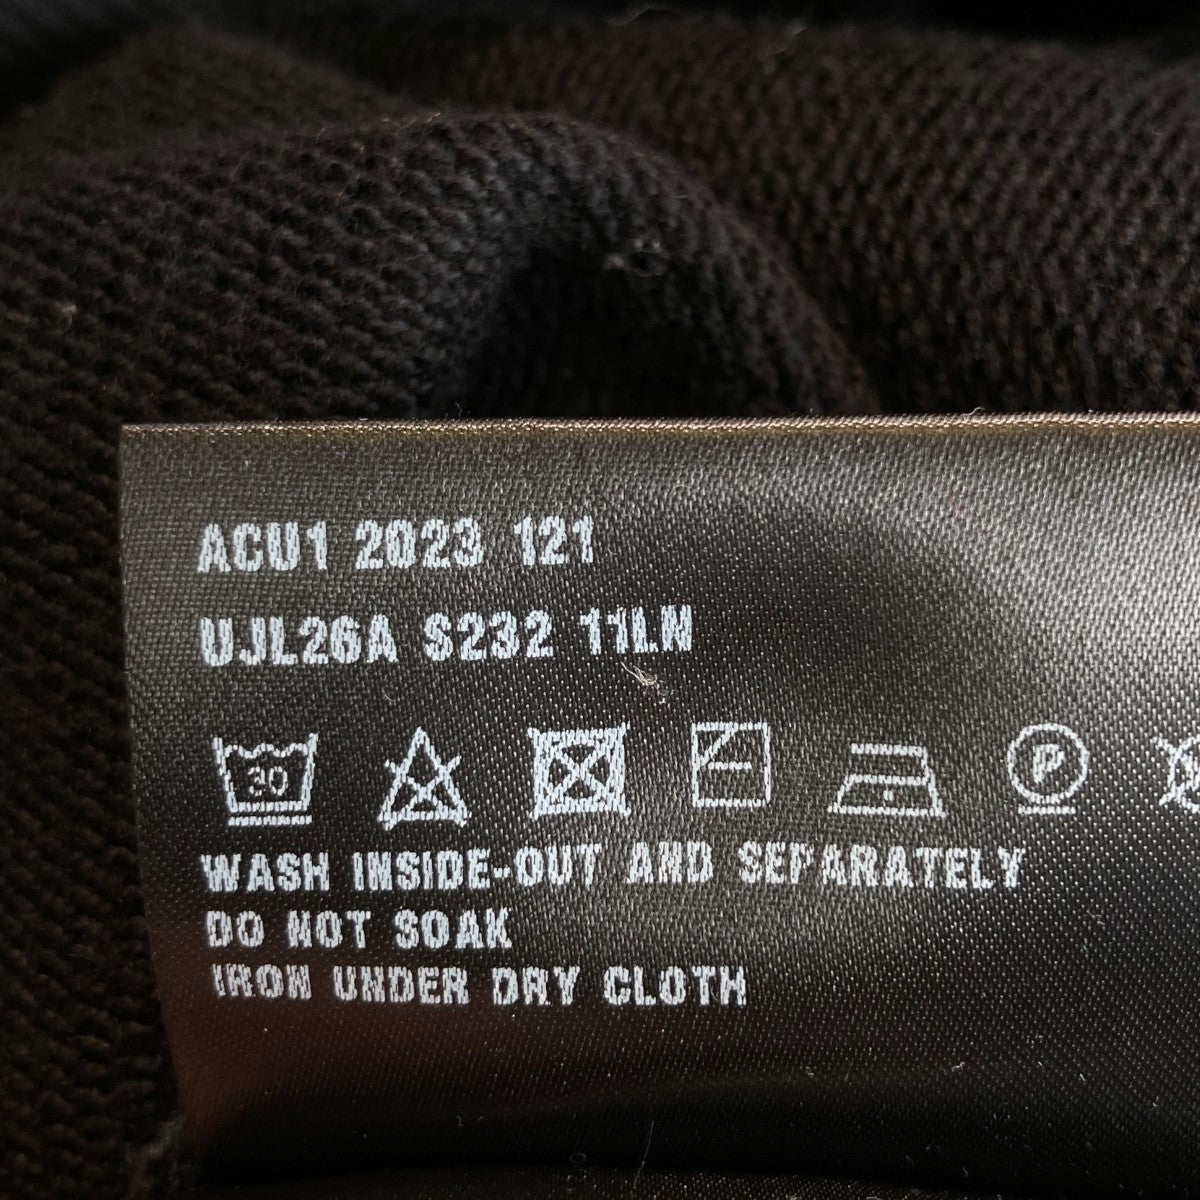 ACU1 2023 121
UJL26A S232 11LN
30 P
WASH INSIDE-OUT AND SEPARATELY
DO NOT SOAK
IRON UNDER DRY CLOTH